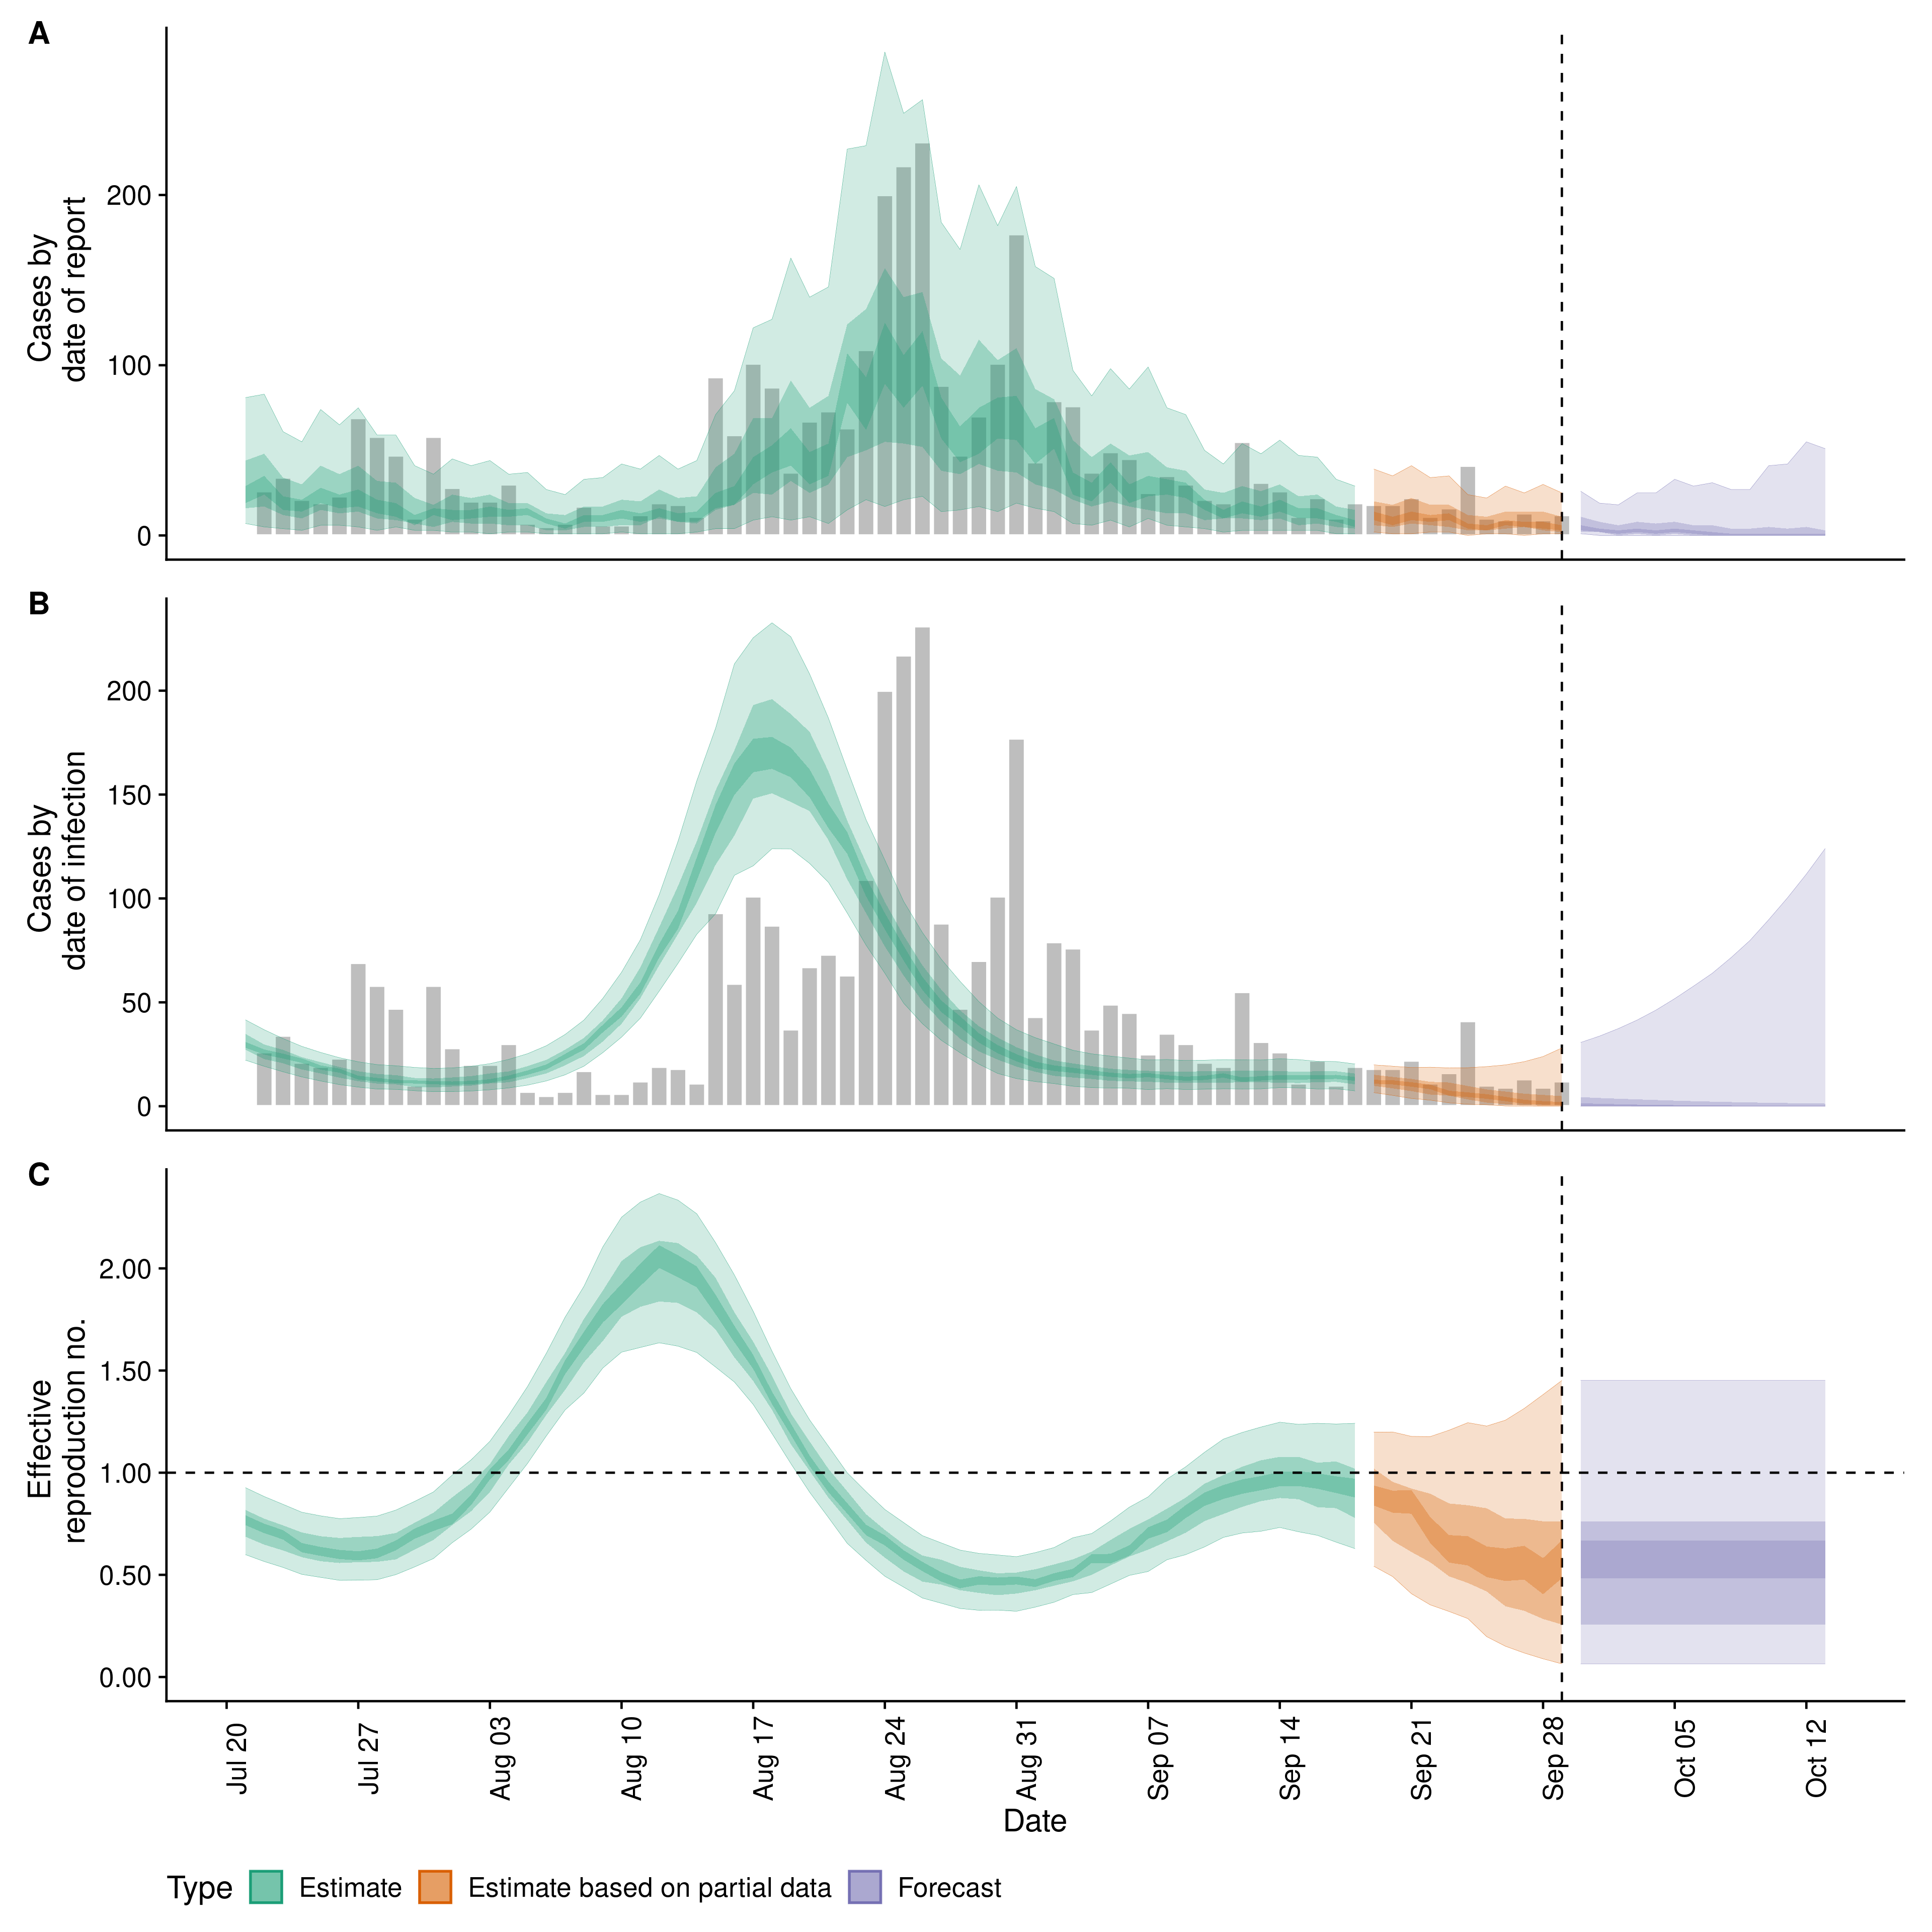 A
Cases by
date of report
200
100
0
B
Cases by
date of infection
200
150
100
50
0
C
Effective
reproduction no.
2.00
1.50
1.00
0.50
0.00
Jul 20
Jul 27
Aug 03
Aug 10
Aug 17
Aug 24
Aug 31
Sep 07
Sep 14
Sep 21
Sep 28
Oct 05
Oct 12
Date
Type Estimate Estimate based on partial data Forecast